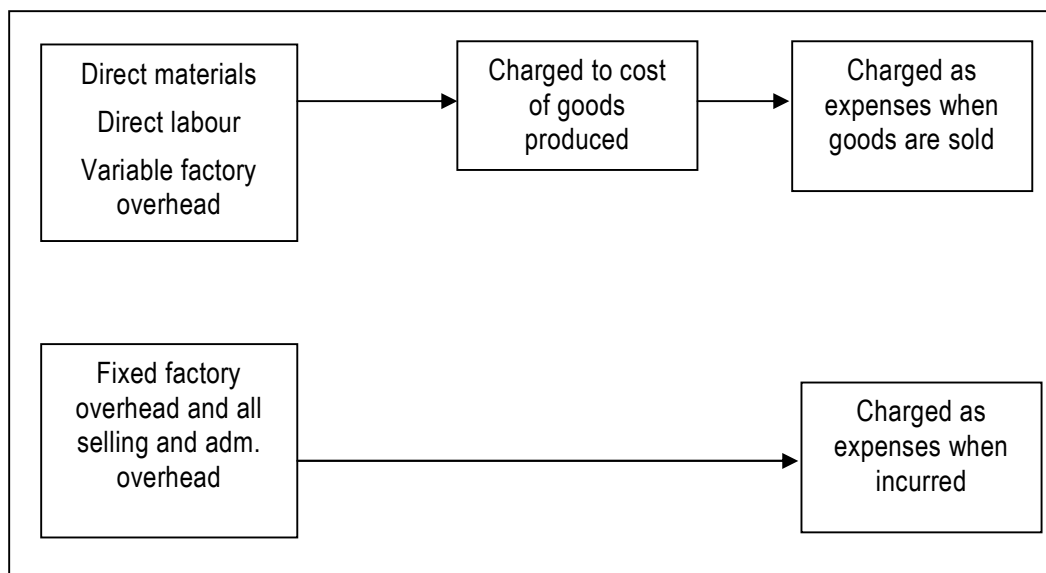 Direct materials
Direct labour
Variable factory
overhead
Charged to cost
of goods
produced
Charged as
expenses when
goods are sold
Fixed factory
overhead and all
selling and adm.
overhead
Charged as
expenses when
incurred